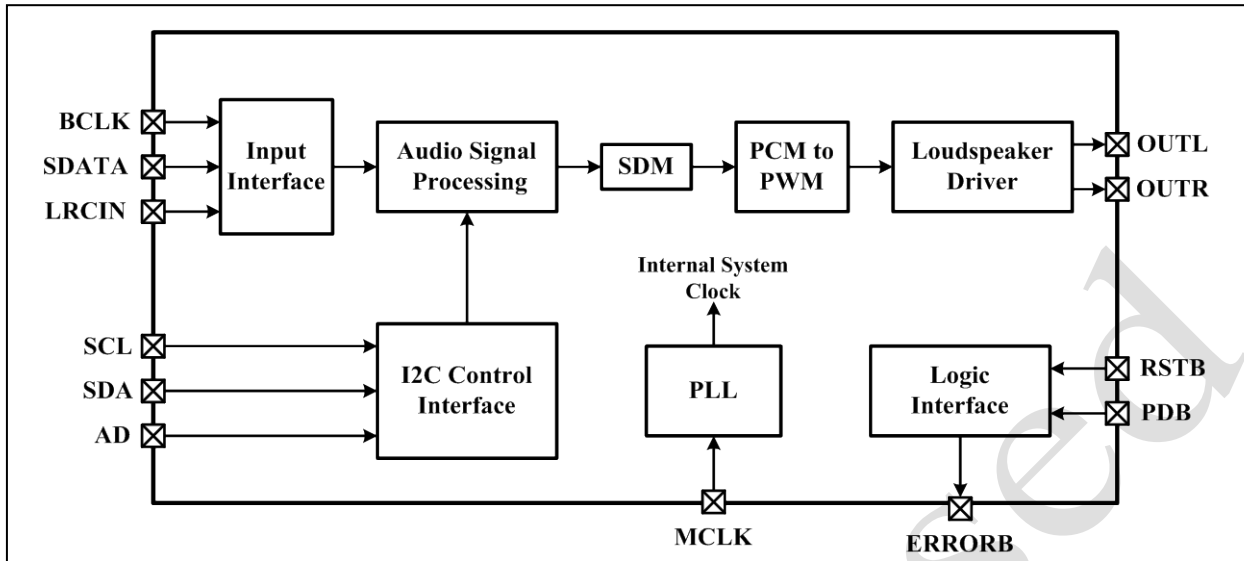 BCLK
SDATA
LRCIN
Input
Interface
Audio Signal
Processing
SDM
PCM to
PWM
Loudspeaker
Driver
OUTL
OUTR
Internal System
Clock
SCL
SDA
AD
I2C Control
Interface
PLL
Logic
Interface
RSTB
PDB
MCLK
ERRORB
sed